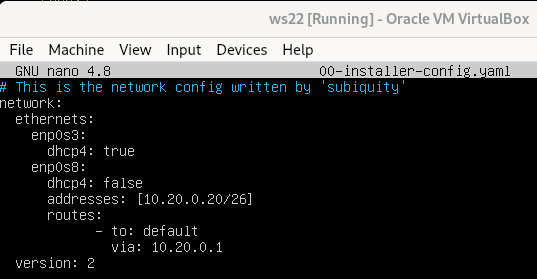 ws22 [Running] - Oracle VM VirtualBox
File Machine View Input Devices Help
GNU nano 4.8 00-installer-config.yaml
# This is the network config written by 'subiquity'
network:
  ethernets:
    enp0s3:
      dhcp4: true
    enp0s8:
      dhcp4: false
      addresses: [10.20.0.20/26]
      routes:
            - to: default
              via: 10.20.0.1
  version: 2